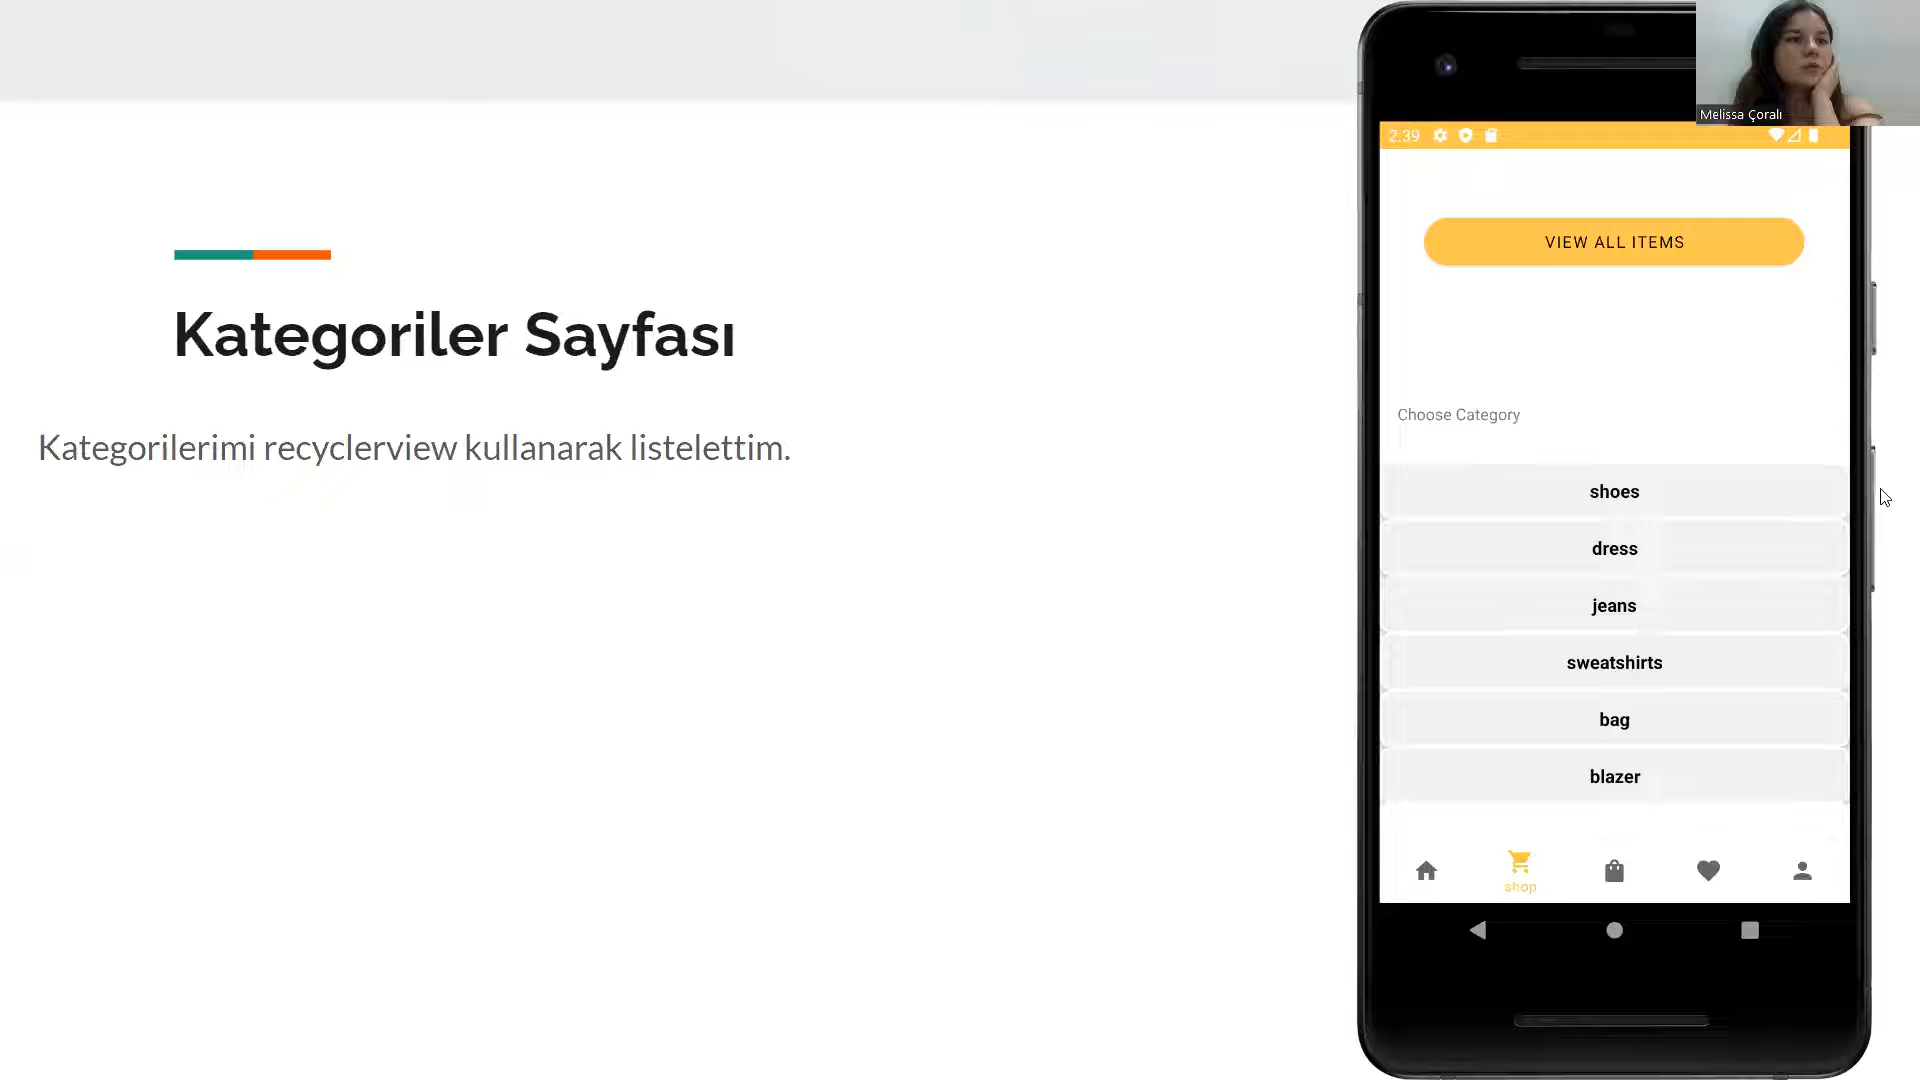 Melissa Çoralı
2:39
VIEW ALL ITEMS
Kategoriler Sayfası
Choose Category
Kategorilerimi recyclerview kullanarak listelettim.
shoes
dress
jeans
sweatshirts
bag
blazer
shop